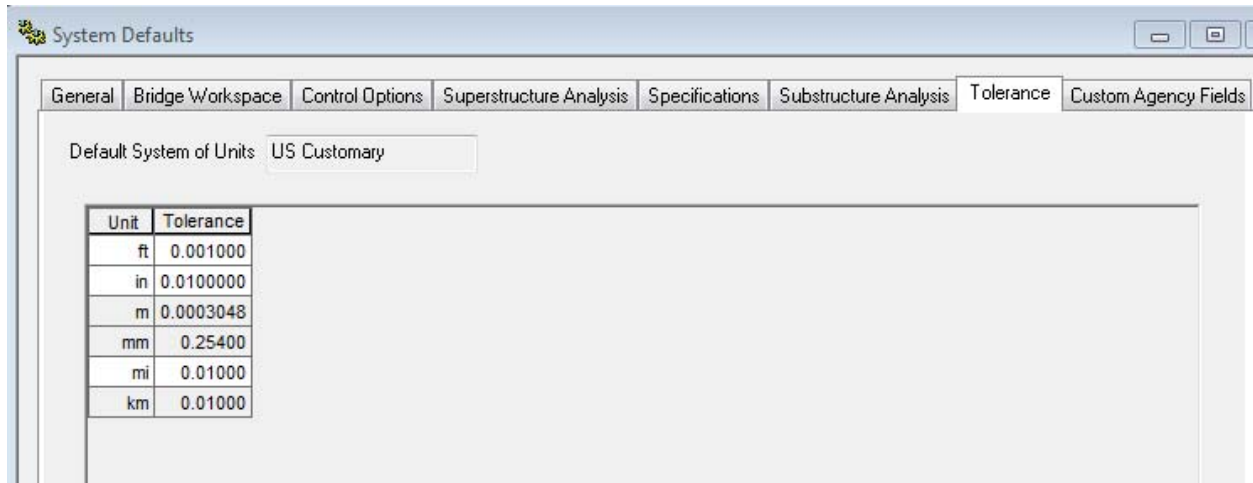 System Defaults
General Bridge Workspace Control Options Superstructure Analysis Specifications Substructure Analysis Tolerance Custom Agency Fields
Default System of Units US Customary
Unit Tolerance
ft 0.001000
in 0.0100000
m 0.0003048
mm 0.25400
mi 0.01000
km 0.01000